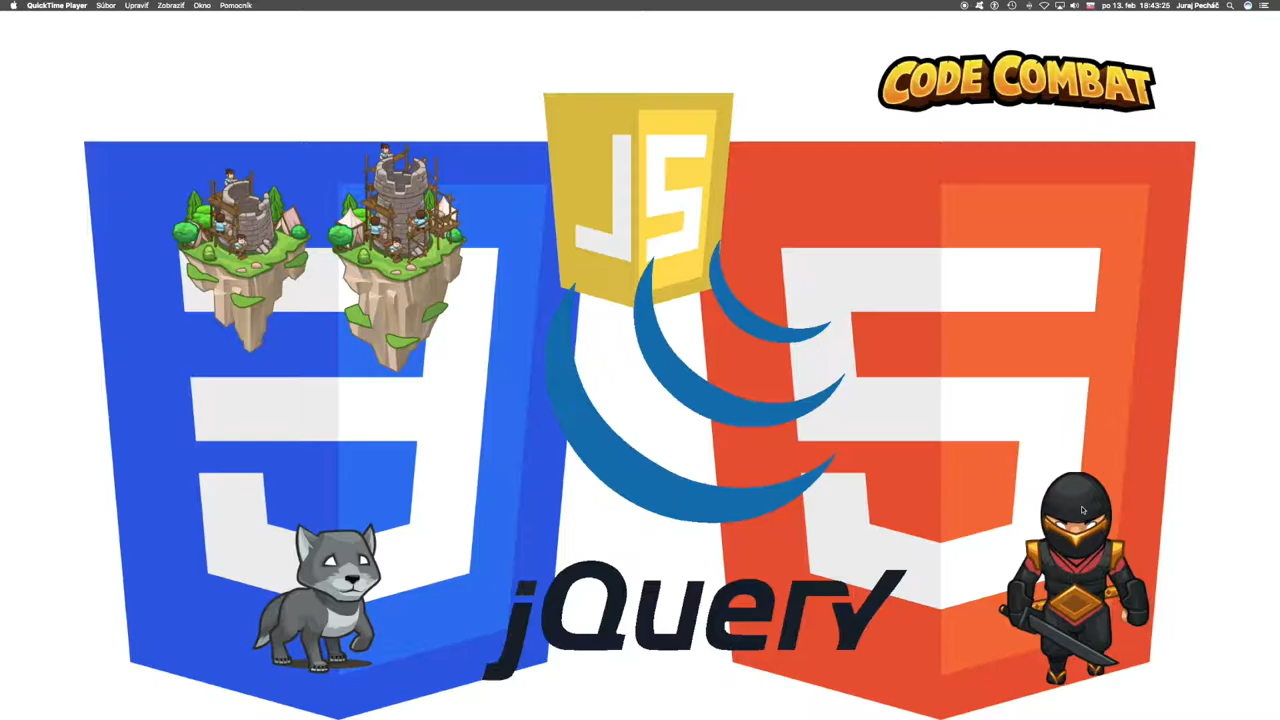 QuickTime Player Súbor Upraviť Zobraziť Okno Pomocník po 13. feb 18:43:25 Juraj Pecháč
CODE COMBAT
JS
jQuery